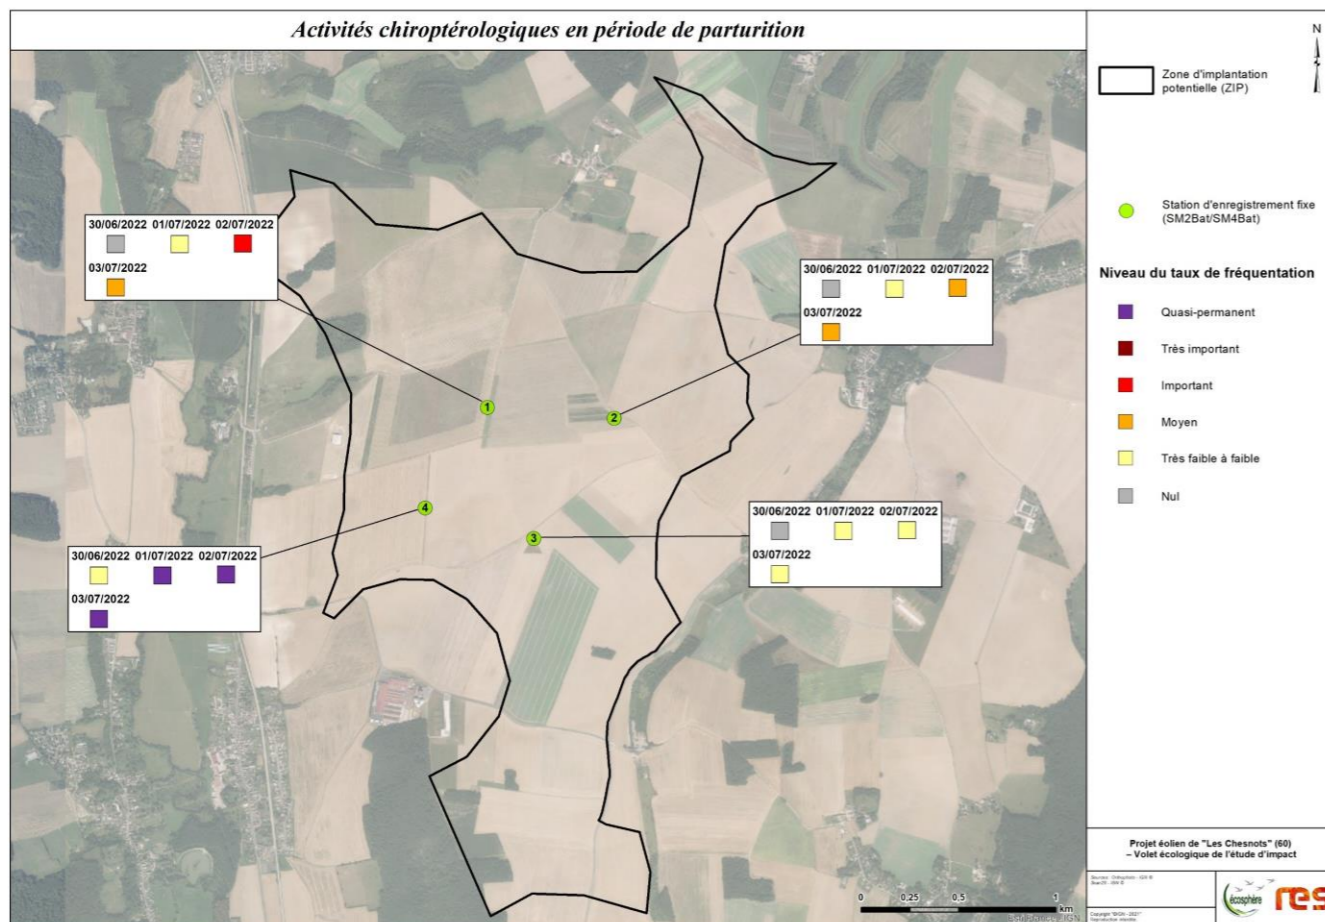 Activités chiroptérologiques en période de parturition
N
Zone d'implantation
potentielle (ZIP)
Station d'enregistrement fixe
(SM2Bat/SM4Bat)
Niveau du taux de fréquentation
Quasi-permanent
Très important
Important
Moyen
Très faible à faible
Nul
30/06/2022 01/07/2022 02/07/2022
03/07/2022
30/06/2022 01/07/2022 02/07/2022
03/07/2022
1
2
4
3
30/06/2022 01/07/2022 02/07/2022
03/07/2022
30/06/2022 01/07/2022 02/07/2022
03/07/2022
0 0,25 0,5 1
km
Projet éolien de "Les Chesnots" (60)
– Volet écologique de l'étude d'impact
écosphère
res